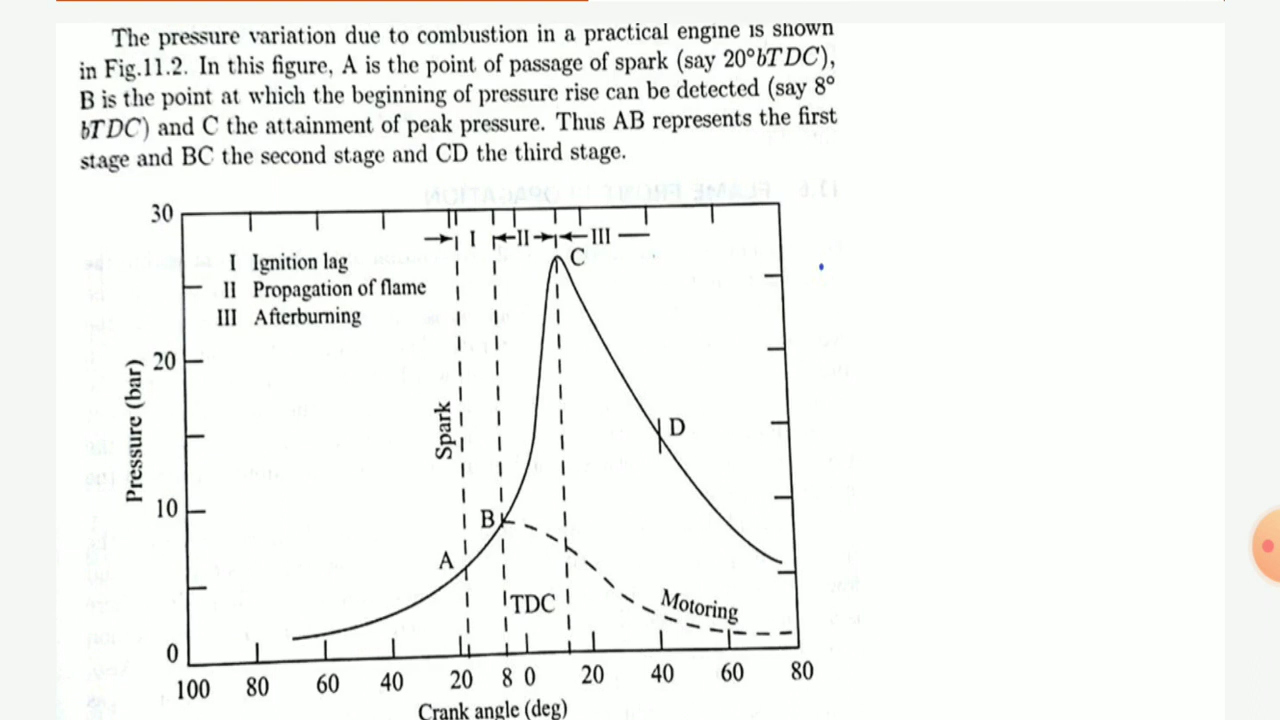 The pressure variation due to combustion in a practical engine is shown
in Fig.11.2. In this figure, A is the point of passage of spark (say 20°bTDC),
B is the point at which the beginning of pressure rise can be detected (say 8°
bTDC) and C the attainment of peak pressure. Thus AB represents the first
stage and BC the second stage and CD the third stage.
30
I II III
C
I Ignition lag
II Propagation of flame
III Afterburning
20
Pressure (bar)
Spark
D
10
B
A
TDC
Motoring
0
100 80 60 40 20 8 0 20 40 60 80
Crank angle (deg)